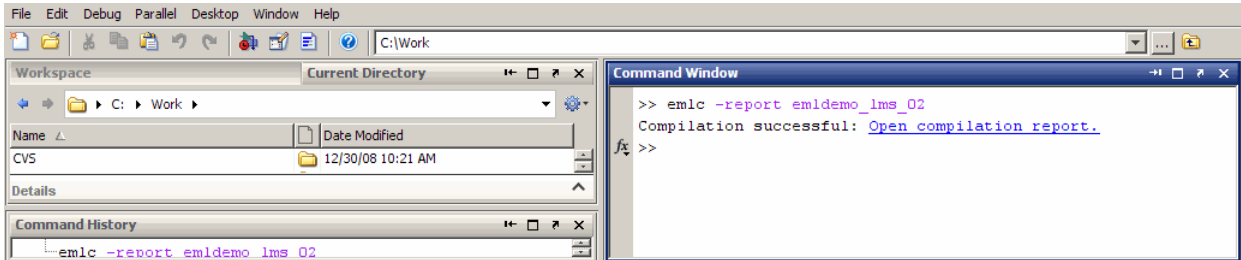 File Edit Debug Parallel Desktop Window Help
C:\Work
Workspace Current Directory
C: Work
Name Date Modified
CVS 12/30/08 10:21 AM
Details
Command History
emlc -report emldemo_lms_02
Command Window
>> emlc -report emldemo_lms_02
Compilation successful: Open compilation report.
fx >>